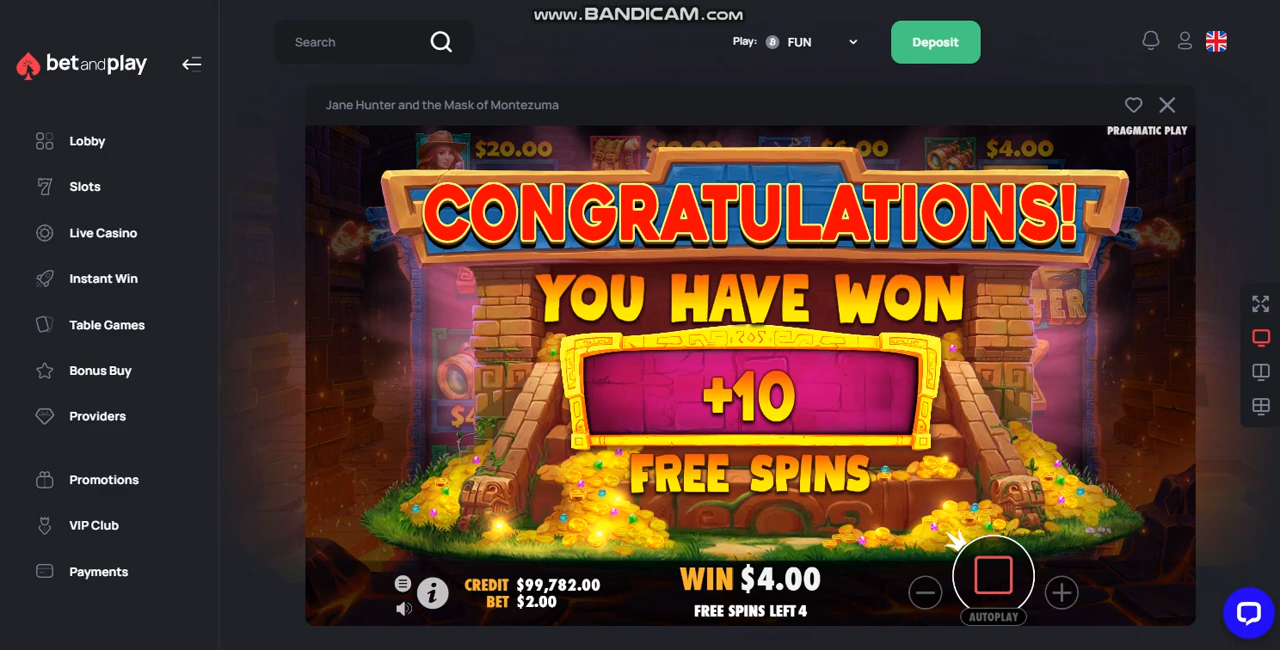 www.BANDICAM.com
betandplay
Search
Play: FUN
Deposit
Lobby
Slots
Live Casino
Instant Win
Table Games
Bonus Buy
Providers
Promotions
VIP Club
Payments
Jane Hunter and the Mask of Montezuma
PRAGMATIC PLAY
$20.00 $4.00
CONGRATULATIONS!
YOU HAVE WON
+10
FREE SPINS
CREDIT $99,782.00
BET $2.00
WIN $4.00
FREE SPINS LEFT 4
AUTOPLAY